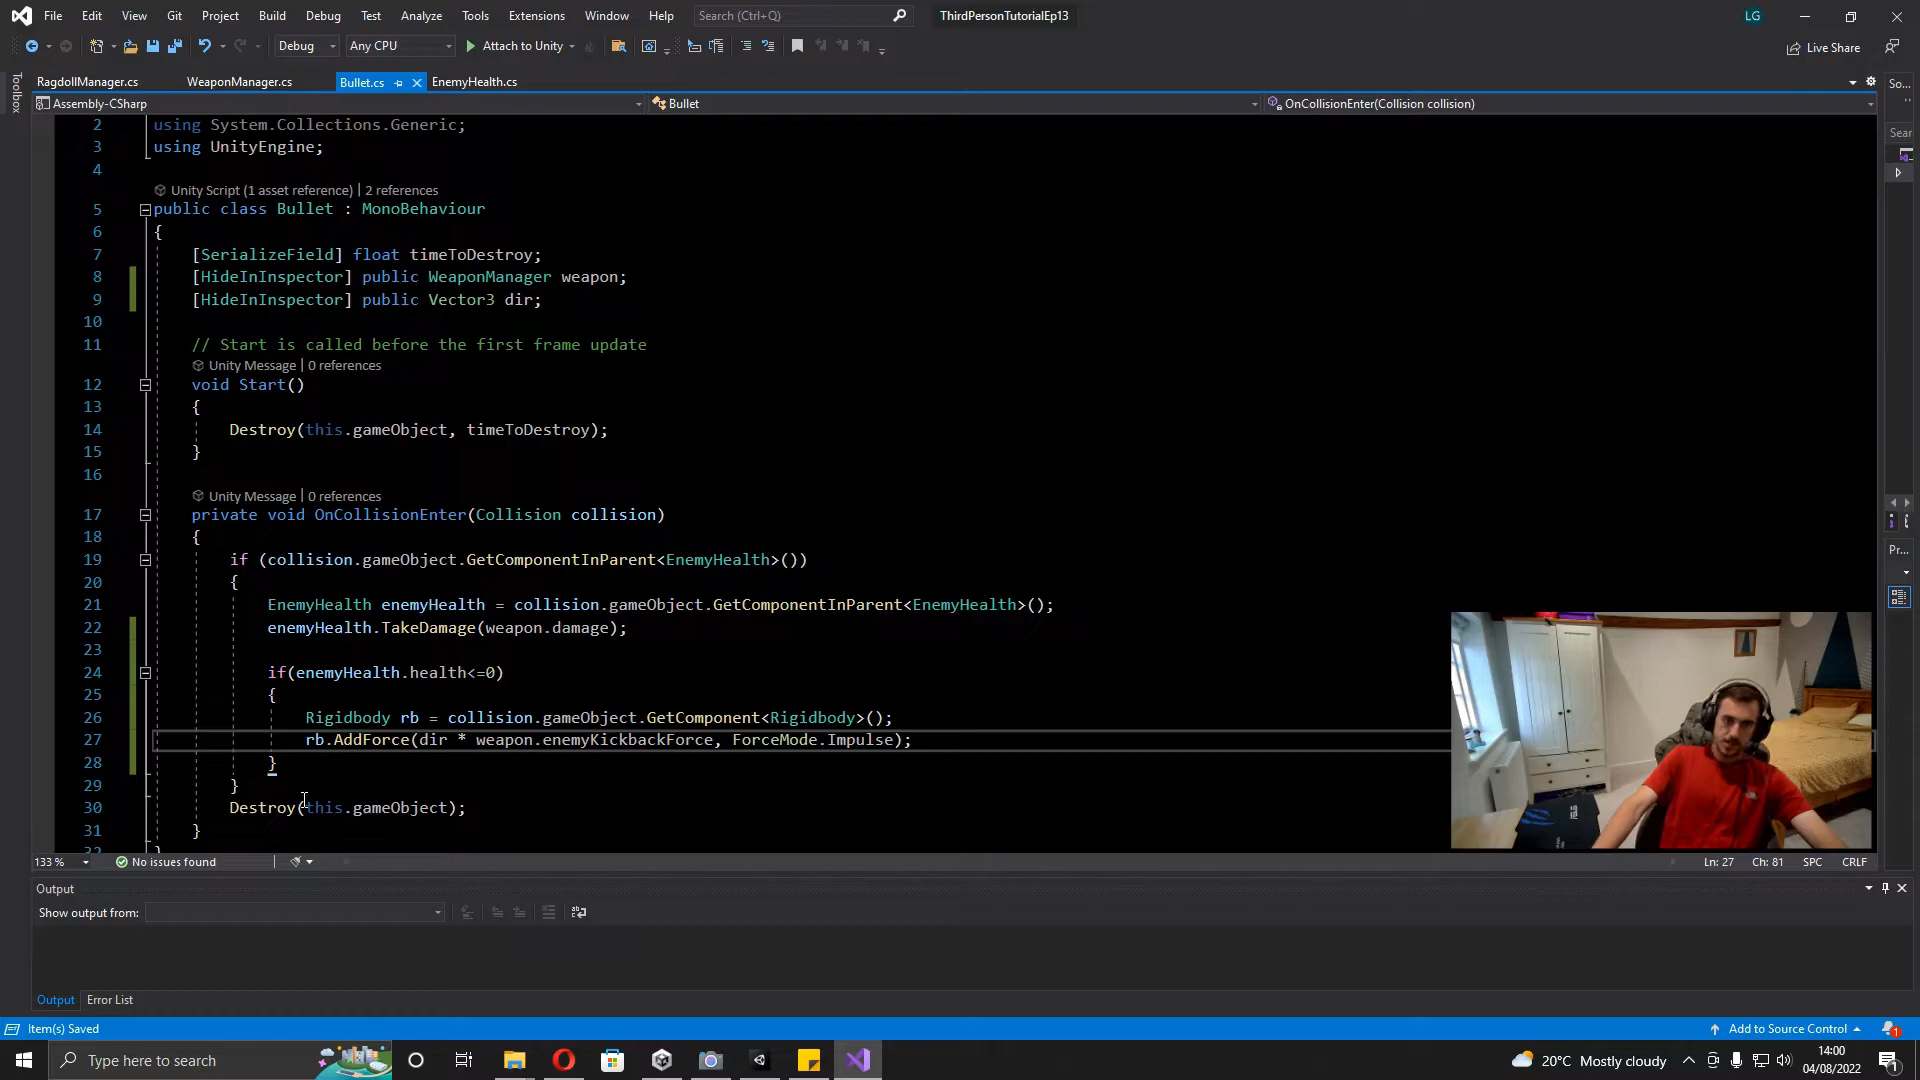 File Edit View Git Project Build Debug Test Analyze Tools Extensions Window Help Search (Ctrl+Q) ThirdPersonTutorialEp13 LG
Debug Any CPU Attach to Unity Live Share
Toolbox
RagdollManager.cs WeaponManager.cs Bullet.cs EnemyHealth.cs So...
Assembly-CSharp Bullet OnCollisionEnter(Collision collision)
Sear
2 using System.Collections.Generic;
3 using UnityEngine;
4
Unity Script (1 asset reference) | 2 references
5 public class Bullet : MonoBehaviour
6 {
7 [SerializeField] float timeToDestroy;
8 [HideInInspector] public WeaponManager weapon;
9 [HideInInspector] public Vector3 dir;
10
11 // Start is called before the first frame update
Unity Message | 0 references
12 void Start()
13 {
14 Destroy(this.gameObject, timeToDestroy);
15 }
16
Unity Message | 0 references
17 private void OnCollisionEnter(Collision collision)
18 {
19 if (collision.gameObject.GetComponentInParent<EnemyHealth>())
20 {
21 EnemyHealth enemyHealth = collision.gameObject.GetComponentInParent<EnemyHealth>();
22 enemyHealth.TakeDamage(weapon.damage);
23
24 if(enemyHealth.health<=0)
25 {
26 Rigidbody rb = collision.gameObject.GetComponent<Rigidbody>();
27 rb.AddForce(dir * weapon.enemyKickbackForce, ForceMode.Impulse);
28 }
29 }
30 Destroy(this.gameObject);
31 }
32 }
Pr...
133 % No issues found Ln: 27 Ch: 81 SPC CRLF
Output
Show output from:
Output Error List
Item(s) Saved Add to Source Control 1
Type here to search 20°C Mostly cloudy 14:00
04/08/2022 1